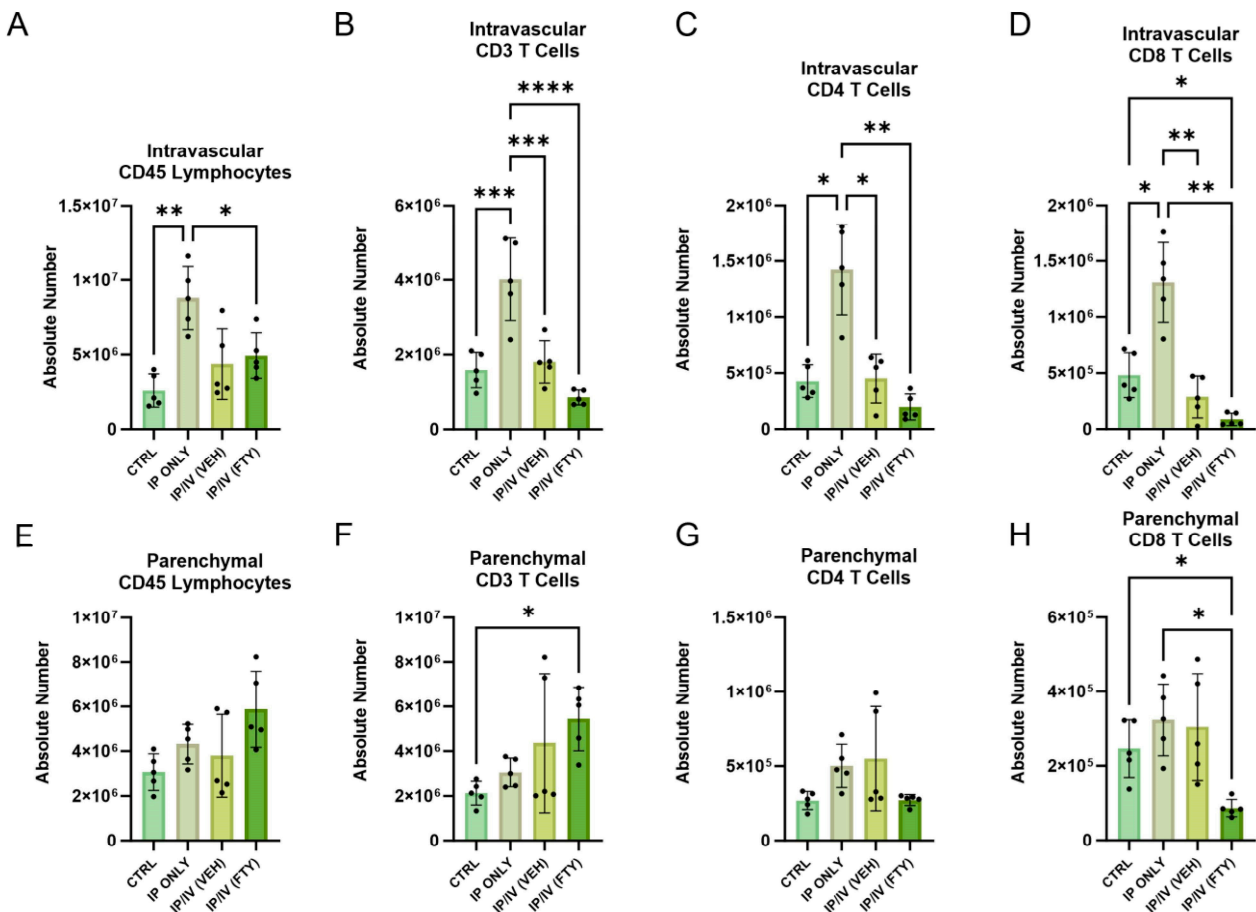 A
Intravascular
CD45 Lymphocytes
** *
Absolute Number
1.5×10⁷
1×10⁷
5×10⁶
0
CTRL
IP ONLY
IP/IV (VEH)
IP/IV (FTY)
B
Intravascular
CD3 T Cells
****
***
***
Absolute Number
6×10⁶
4×10⁶
2×10⁶
0
CTRL
IP ONLY
IP/IV (VEH)
IP/IV (FTY)
C
Intravascular
CD4 T Cells
**
* *
Absolute Number
2×10⁶
1.5×10⁶
1×10⁶
5×10⁵
0
CTRL
IP ONLY
IP/IV (VEH)
IP/IV (FTY)
D
Intravascular
CD8 T Cells
*
**
* **
Absolute Number
2×10⁶
1.5×10⁶
1×10⁶
5×10⁵
0
CTRL
IP ONLY
IP/IV (VEH)
IP/IV (FTY)
E
Parenchymal
CD45 Lymphocytes
Absolute Number
1×10⁷
8×10⁶
6×10⁶
4×10⁶
2×10⁶
0
CTRL
IP ONLY
IP/IV (VEH)
IP/IV (FTY)
F
Parenchymal
CD3 T Cells
*
Absolute Number
1×10⁷
8×10⁶
6×10⁶
4×10⁶
2×10⁶
0
CTRL
IP ONLY
IP/IV (VEH)
IP/IV (FTY)
G
Parenchymal
CD4 T Cells
Absolute Number
1.5×10⁶
1×10⁶
5×10⁵
0
CTRL
IP ONLY
IP/IV (VEH)
IP/IV (FTY)
H
Parenchymal
CD8 T Cells
*
*
Absolute Number
6×10⁵
4×10⁵
2×10⁵
0
CTRL
IP ONLY
IP/IV (VEH)
IP/IV (FTY)